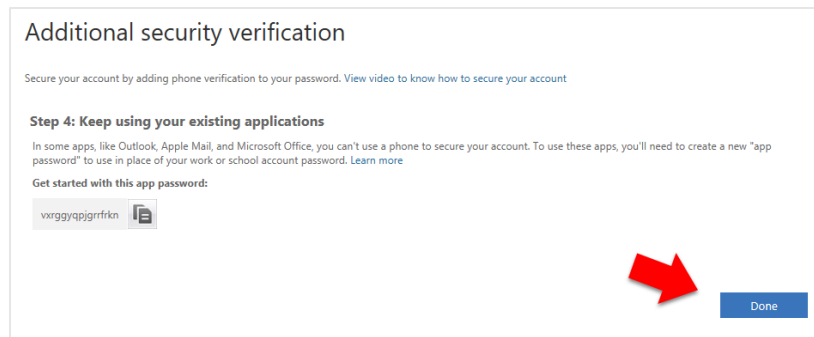 Additional security verification
Secure your account by adding phone verification to your password. View video to know how to secure your account
Step 4: Keep using your existing applications
In some apps, like Outlook, Apple Mail, and Microsoft Office, you can't use a phone to secure your account. To use these apps, you'll need to create a new "app
password" to use in place of your work or school account password. Learn more
Get started with this app password:
vxrggyqpjgrrfrkn
Done